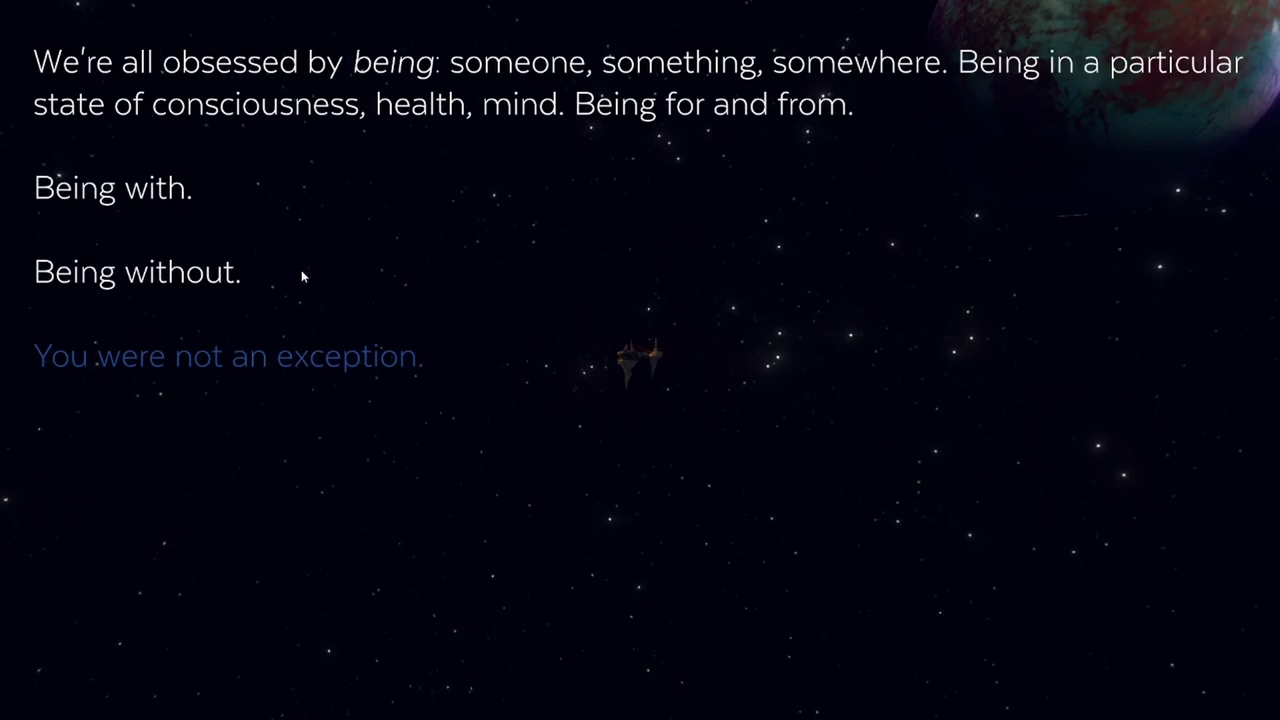 We're all obsessed by being: someone, something, somewhere. Being in a particular
state of consciousness, health, mind. Being for and from.
Being with.
Being without.
You were not an exception.